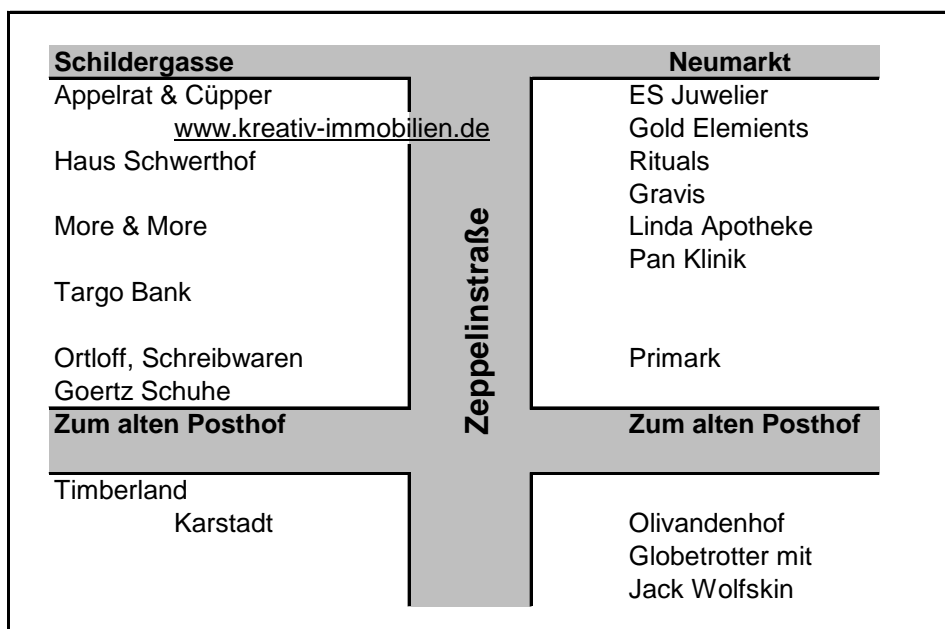 Schildergasse
Neumarkt
Appelrat & Cüpper
www.kreativ-immobilien.de
Haus Schwerthof
More & More
Targo Bank
Ortloff, Schreibwaren
Goertz Schuhe
Zeppelinstraße
ES Juwelier
Gold Elemients
Rituals
Gravis
Linda Apotheke
Pan Klinik
Primark
Zum alten Posthof
Zum alten Posthof
Timberland
Karstadt
Olivandenhof
Globetrotter mit
Jack Wolfskin